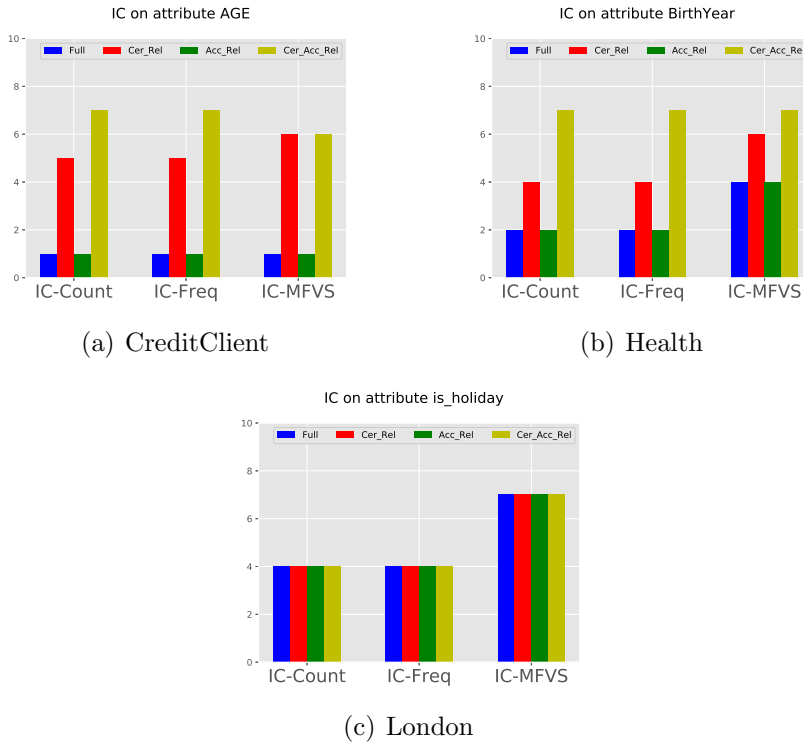 IC on attribute AGE
10
8
6
4
2
0
Full Cer_Rel Acc_Rel Cer_Acc_Rel
IC-Count IC-Freq IC-MFVS
(a) CreditClient
IC on attribute BirthYear
10
8
6
4
2
0
Full Cer_Rel Acc_Rel Cer_Acc_Rel
IC-Count IC-Freq IC-MFVS
(b) Health
IC on attribute is_holiday
10
8
6
4
2
0
Full Cer_Rel Acc_Rel Cer_Acc_Rel
IC-Count IC-Freq IC-MFVS
(c) London